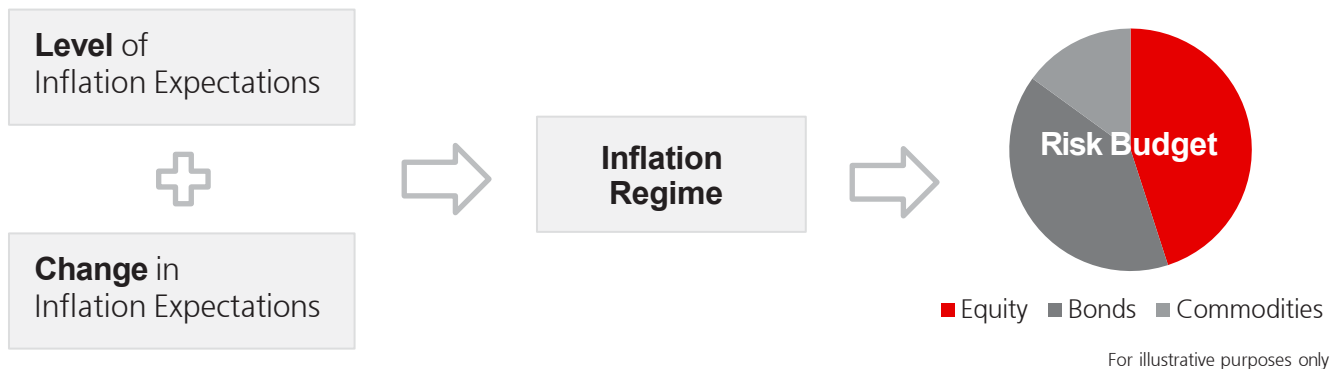 Level of
Inflation Expectations
Change in
Inflation Expectations
Inflation
Regime
Risk Budget
Equity Bonds Commodities
For illustrative purposes only